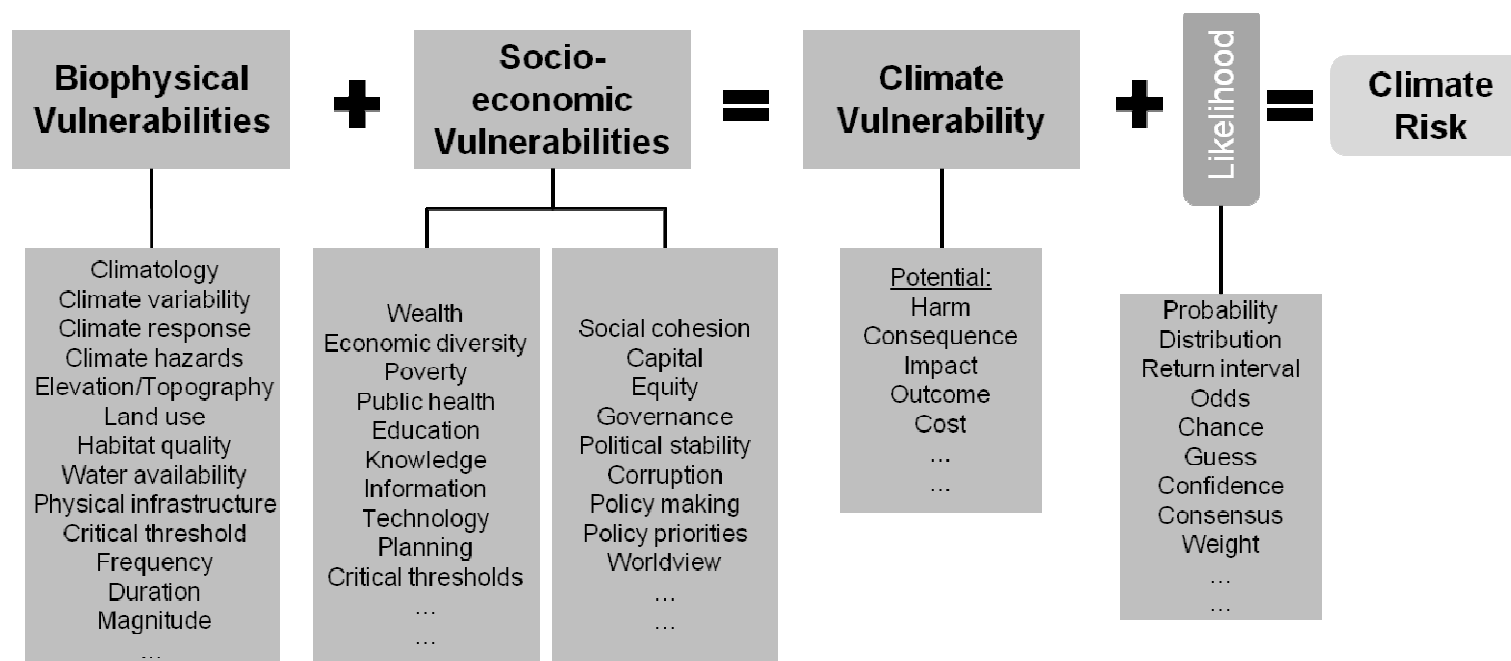 Biophysical
Vulnerabilities
+
Socio-
economic
Vulnerabilities
=
Climate
Vulnerability
+
Likelihood
=
Climate
Risk
Climatology
Climate variability
Climate response
Climate hazards
Elevation/Topography
Land use
Habitat quality
Water availability
Physical infrastructure
Critical threshold
Frequency
Duration
Magnitude
...
Wealth
Economic diversity
Poverty
Public health
Education
Knowledge
Information
Technology
Planning
Critical thresholds
...
...
Social cohesion
Capital
Equity
Governance
Political stability
Corruption
Policy making
Policy priorities
Worldview
...
...
Potential:
Harm
Consequence
Impact
Outcome
Cost
...
...
Probability
Distribution
Return interval
Odds
Chance
Guess
Confidence
Consensus
Weight
...
...